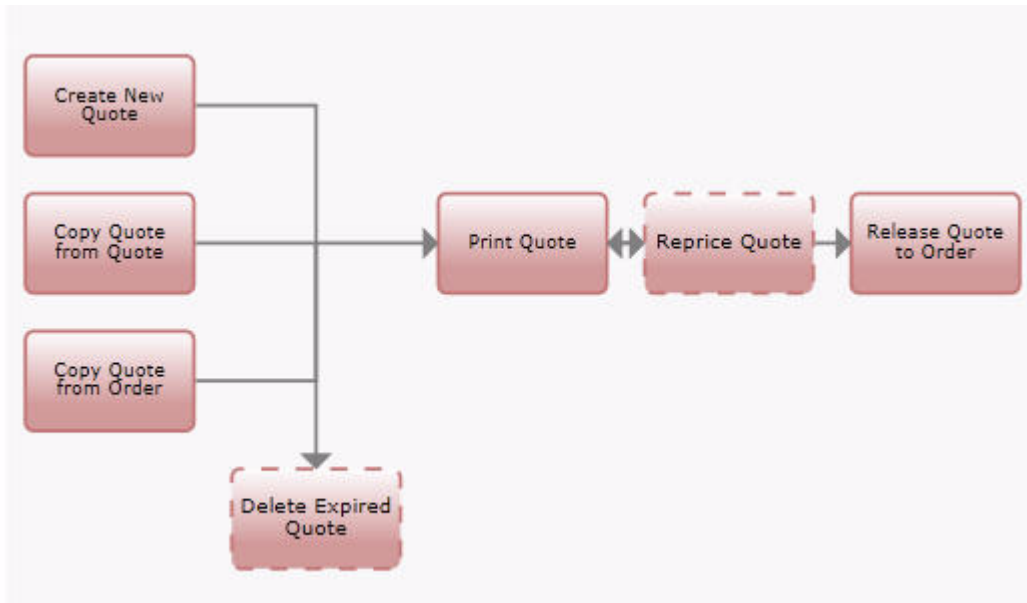 Create New
Quote
Copy Quote
from Quote
Print Quote
Reprice Quote
Release Quote
to Order
Copy Quote
from Order
Delete Expired
Quote